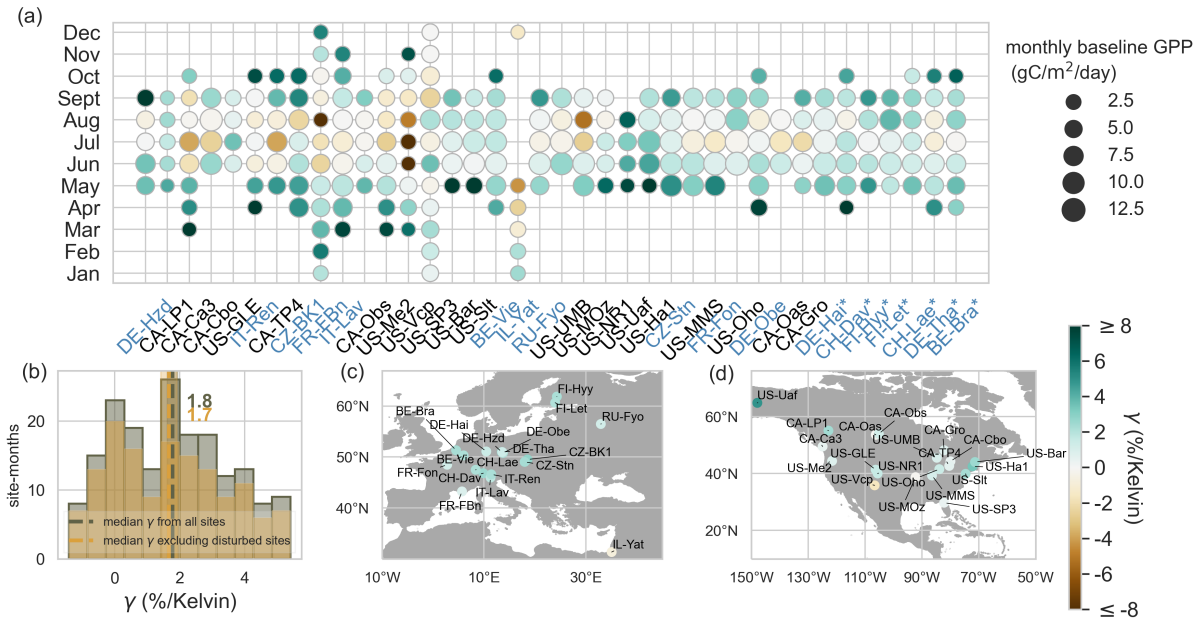 (a)
Dec
Nov
Oct
Sept
Aug
Jul
Jun
May
Apr
Mar
Feb
Jan
monthly baseline GPP
(gC/m²/day)
2.5
5.0
7.5
10.0
12.5
DE-Hzd
CA-LP1
CA-Ca3
CA-Cbo
US-GLE
IT-Ren
CA-TP4
CZ-BK1
FR-FBn
IT-Lav
CA-Obs
US-Me2
US-Vcp
US-SP3
US-Bar
US-Slt
BE-Vie
IL-Yat
RU-Fyo
US-UMB
US-MOz
US-NR1
US-Uaf
US-Ha1
CZ-Stn
US-MMS
FR-Fon
US-Oho
DE-Obe
CA-Oas
CA-Gro
DE-Hai*
CH-Dav*
FI-Hyy*
FI-Let*
CH-Lae*
DE-Tha*
BE-Bra*
(b)
1.8
1.7
20
10
0
site-months
median γ from all sites
median γ excluding disturbed sites
0
2
4
γ (%/Kelvin)
(c)
60°N
50°N
40°N
FI-Hyy
FI-Let
BE-Bra
RU-Fyo
DE-Hai
DE-Obe
DE-Hzd
DE-Tha
CZ-BK1
BE-Vie
CH-Lae
CZ-Stn
FR-Fon
CH-Dav
IT-Ren
IT-Lav
FR-FBn
IL-Yat
10°W
10°E
30°E
(d)
60°N
40°N
20°N
US-Uaf
CA-Obs
CA-LP1
CA-Oas
CA-Gro
CA-Ca3
US-UMB
CA-Cbo
US-GLE
CA-TP4
US-Bar
US-Me2
US-NR1
US-Ha1
US-Vcp
US-Oho
US-Slt
US-MMS
US-MOz
US-SP3
150°W
130°W
110°W
90°W
70°W
50°W
≥ 8
6
4
2
0
-2
-4
-6
≤ -8
γ (%/Kelvin)